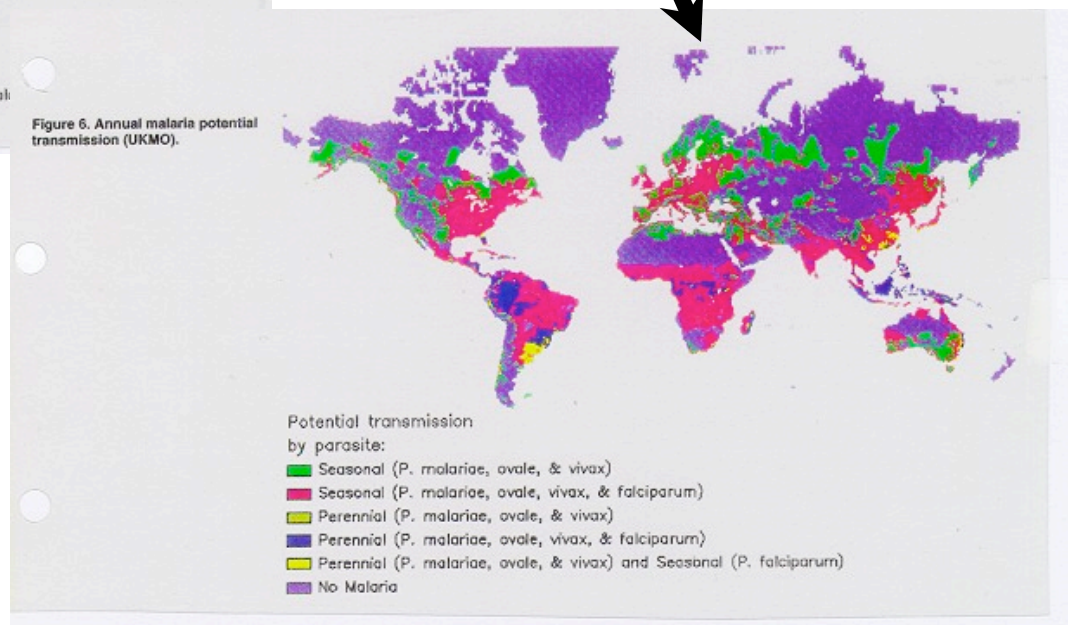 Figure 6. Annual malaria potential
transmission (UKMO).
Potential transmission
by parasite:
Seasonal (P. malariae, ovale, & vivax)
Seasonal (P. malariae, ovale, vivax, & falciparum)
Perennial (P. malariae, ovale, & vivax)
Perennial (P. malariae, ovale, vivax, & falciparum)
Perennial (P. malariae, ovale, & vivax) and Seasonal (P. falciparum)
No Malaria